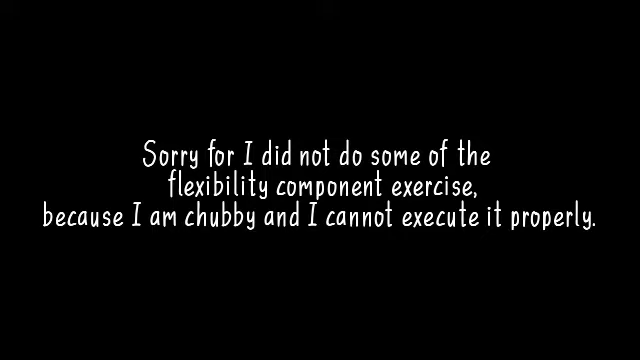 Sorry for I did not do some of the
flexibility component exercise,
because I am chubby and I cannot execute it properly.